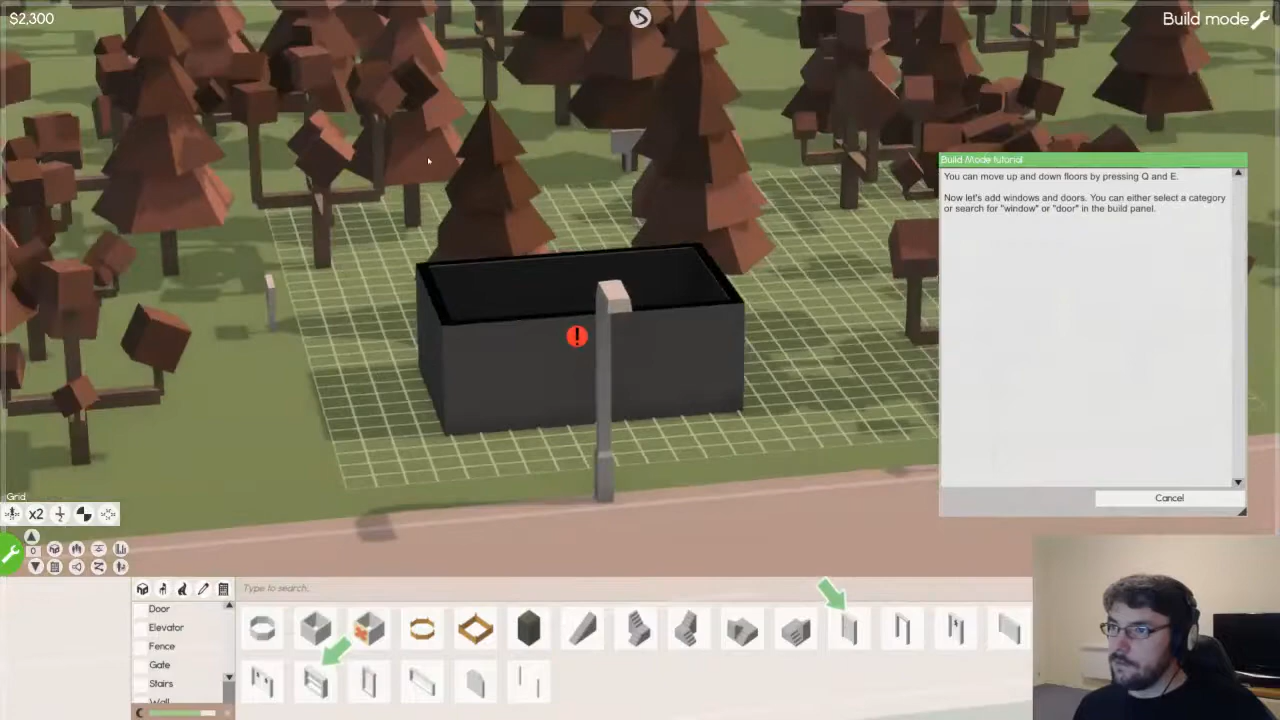 $2,300
Build mode
Build Mode tutorial
You can move up and down floors by pressing Q and E.
Now let's add windows and doors. You can either select a category
or search for "window" or "door" in the build panel.
Cancel
Grid
x2
0
Type to search.
Door
Elevator
Fence
Gate
Stairs
Wall